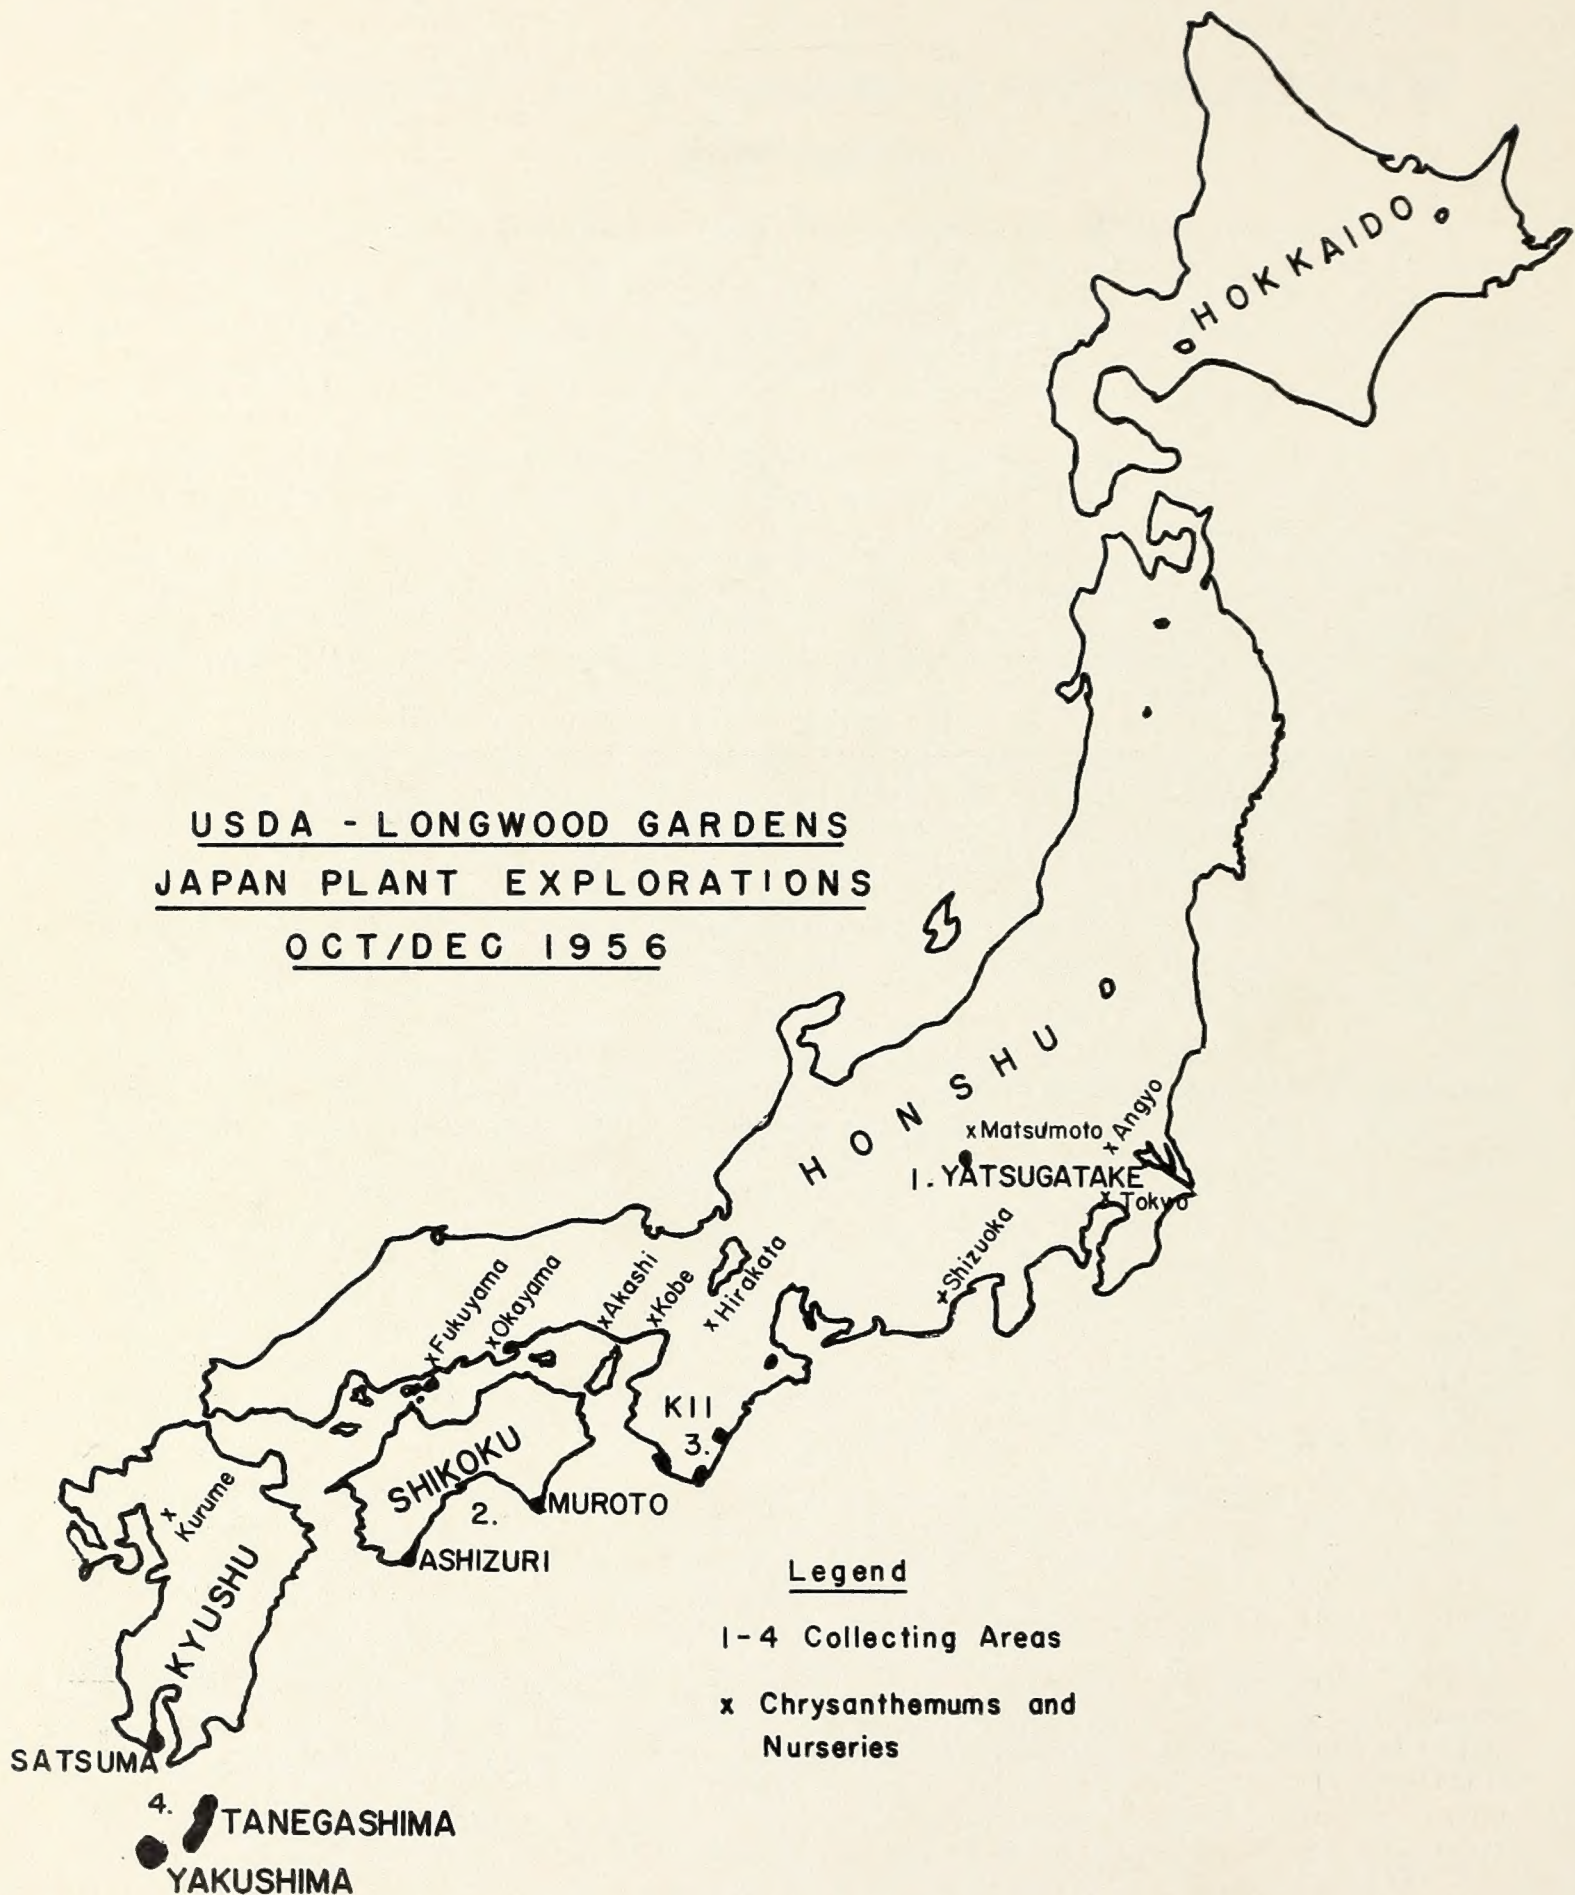 HOKKAIDO
USDA - LONGWOOD GARDENS
JAPAN PLANT EXPLORATIONS
OCT/DEC 1956
HONSHU
x Matsumoto
x Angyo
1. YATSUGATAKE
x Tokyo
x Shizuoka
x Fukuyama
x Okayama
x Akashi
x Kobe
x Hirakata
KII
3.
SHIKOKU
2.
MUROTO
ASHIZURI
x Kurume
KYUSHU
Legend
1-4 Collecting Areas
x Chrysanthemums and
Nurseries
SATSUMA
4.
TANEGASHIMA
YAKUSHIMA